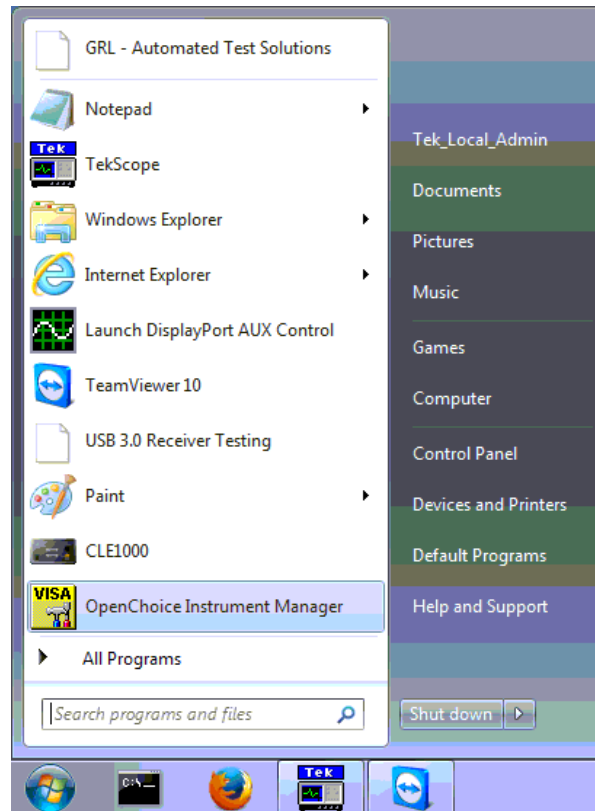 GRL - Automated Test Solutions
Notepad
Tek
TekScope
Windows Explorer
Internet Explorer
Launch DisplayPort AUX Control
TeamViewer 10
USB 3.0 Receiver Testing
Paint
CLE1000
VISA
OpenChoice Instrument Manager
All Programs
Search programs and files
Tek_Local_Admin
Documents
Pictures
Music
Games
Computer
Control Panel
Devices and Printers
Default Programs
Help and Support
Shut down
C:\_
Tek